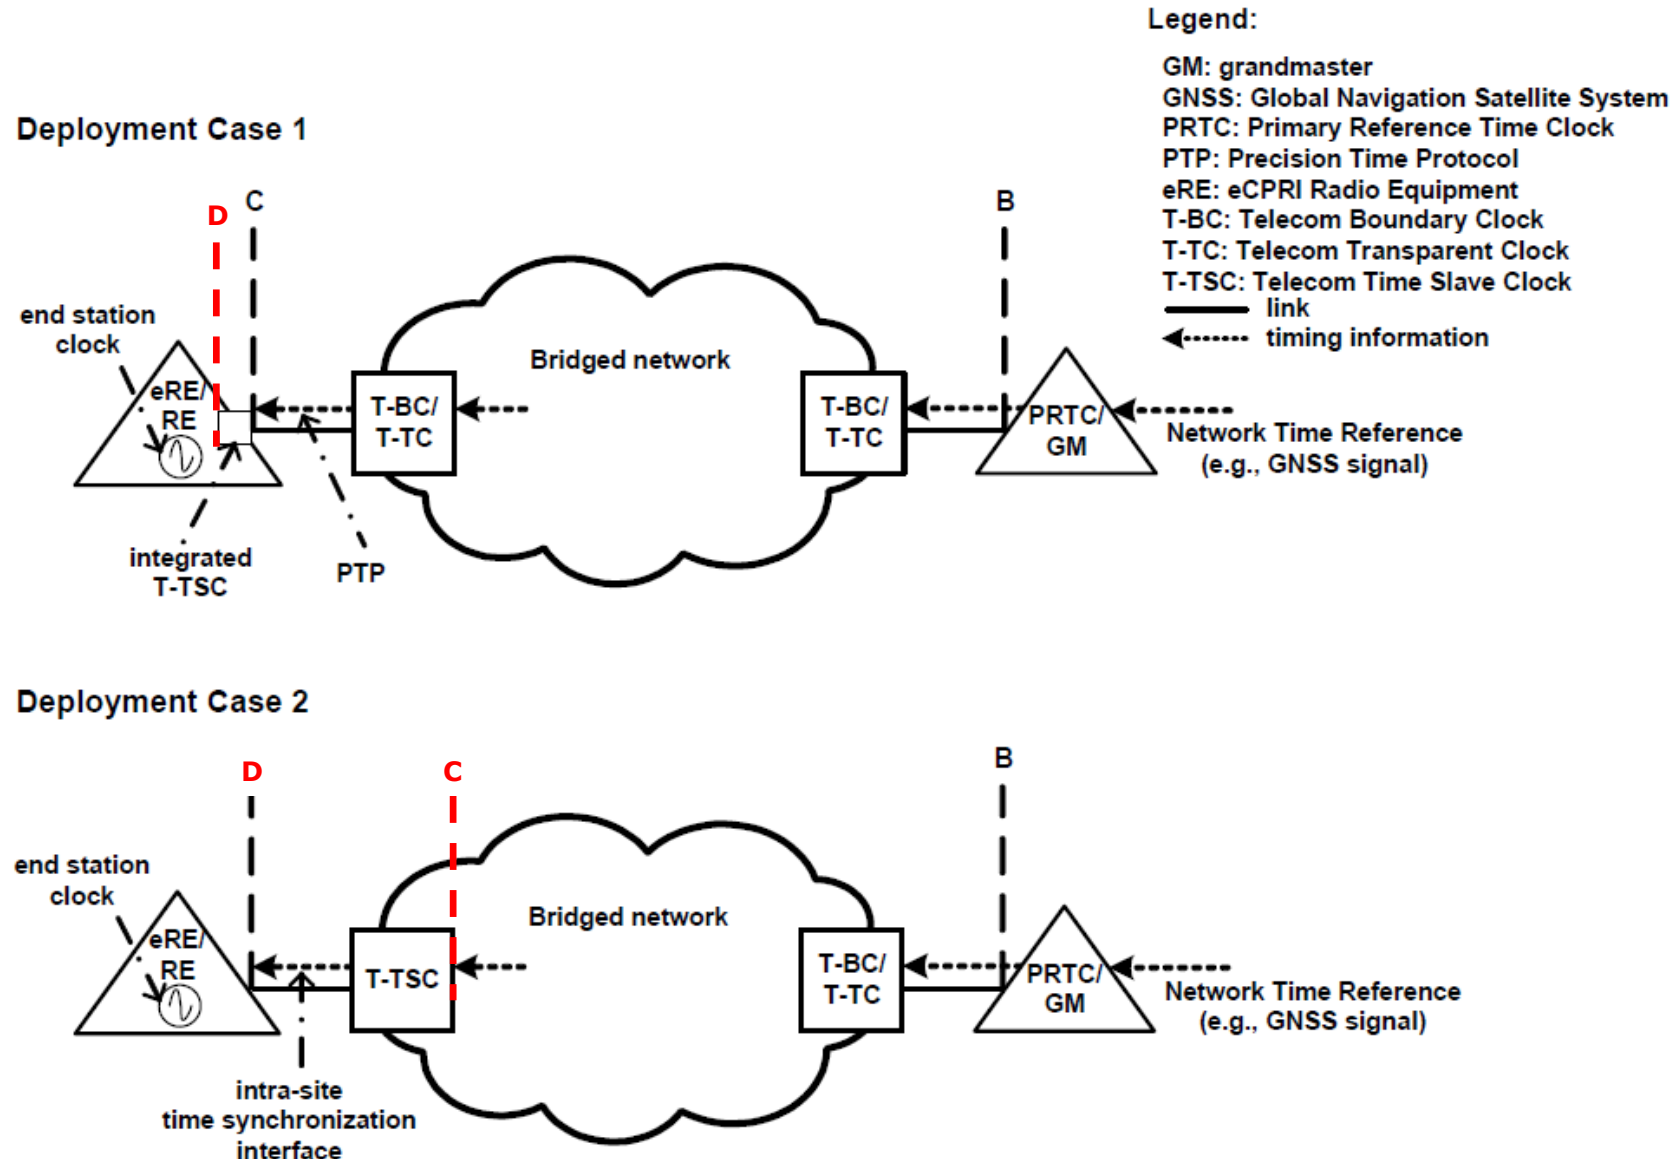 Legend:
GM: grandmaster
GNSS: Global Navigation Satellite System
PRTC: Primary Reference Time Clock
PTP: Precision Time Protocol
eRE: eCPRI Radio Equipment
T-BC: Telecom Boundary Clock
T-TC: Telecom Transparent Clock
T-TSC: Telecom Time Slave Clock
link
timing information
Deployment Case 1
D
C
B
end station
clock
eRE/
RE
T-BC/
T-TC
Bridged network
T-BC/
T-TC
PRTC/
GM
Network Time Reference
(e.g., GNSS signal)
integrated
T-TSC
PTP
Deployment Case 2
D
C
B
end station
clock
eRE/
RE
T-TSC
Bridged network
T-BC/
T-TC
PRTC/
GM
Network Time Reference
(e.g., GNSS signal)
intra-site
time synchronization
interface